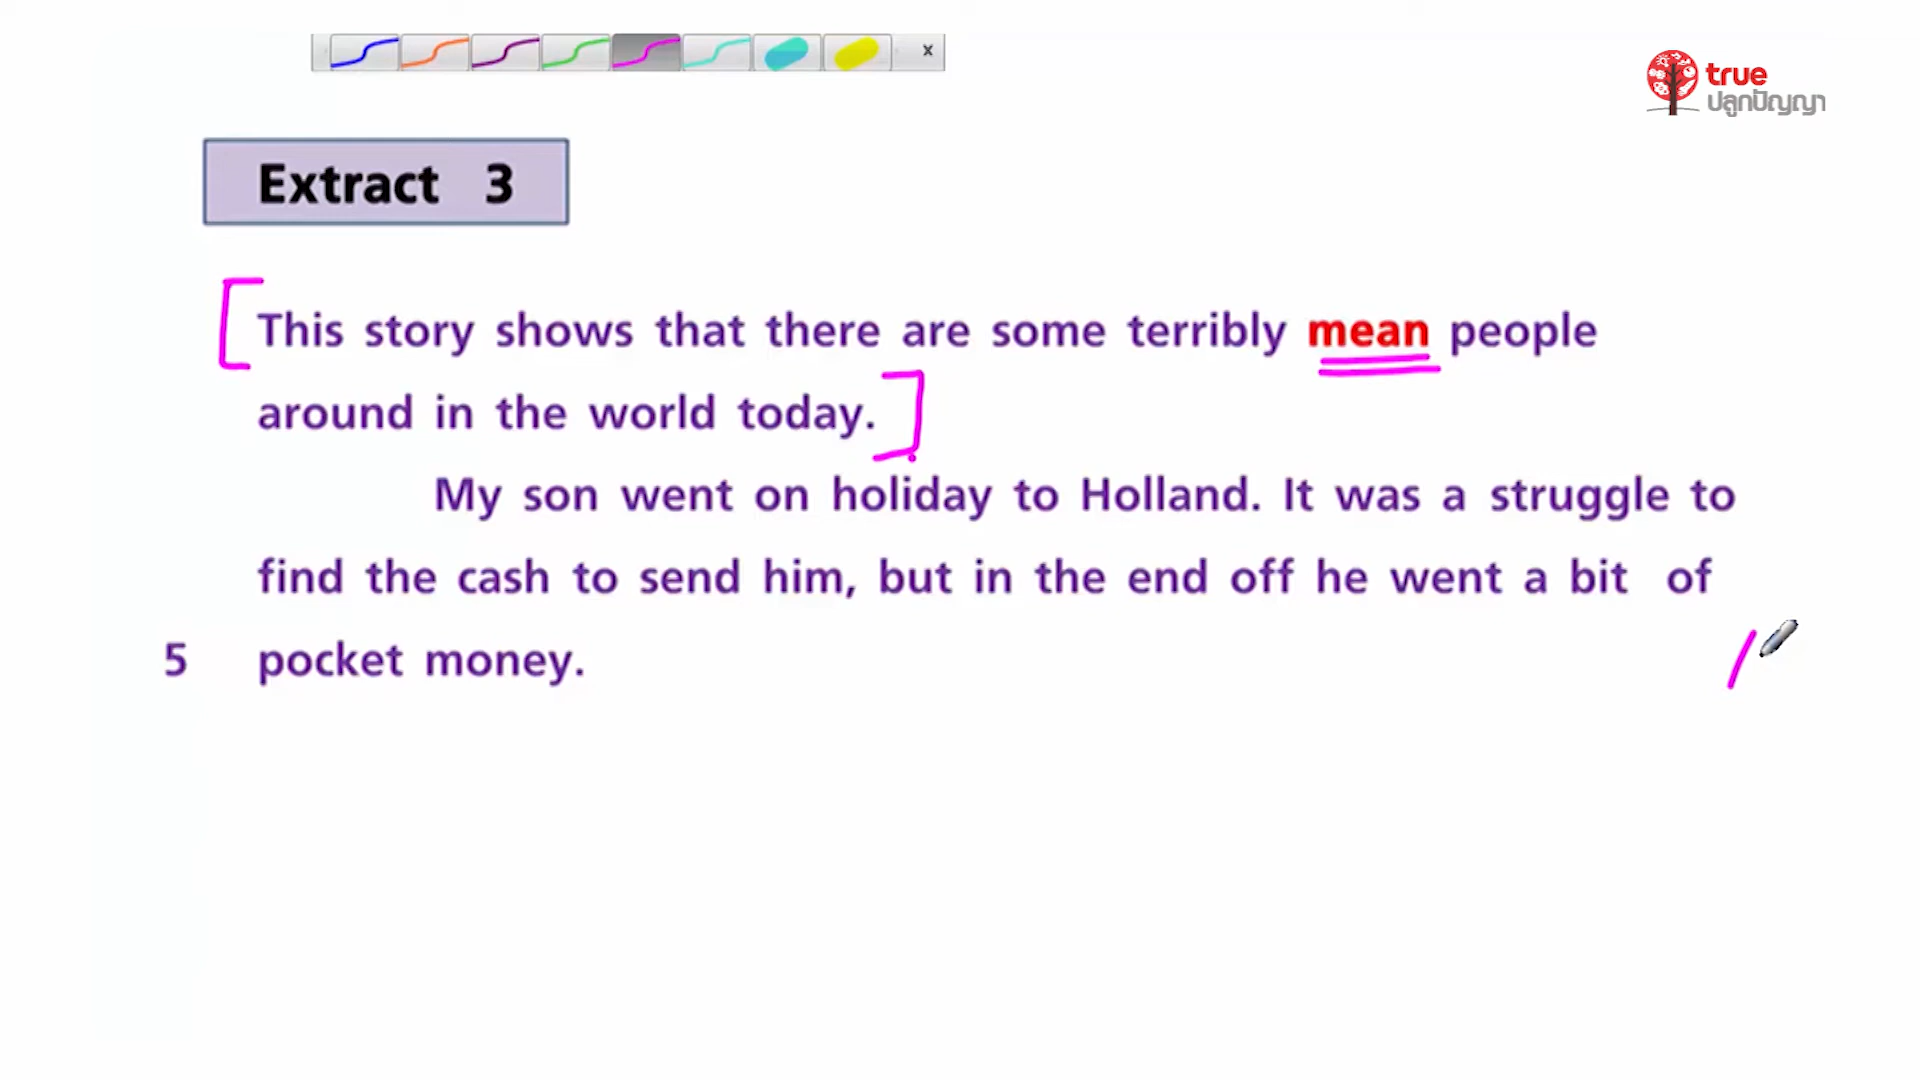 x
true
ปลูกปัญญา
Extract 3
This story shows that there are some terribly mean people
around in the world today.
My son went on holiday to Holland. It was a struggle to
find the cash to send him, but in the end off he went a bit of
5 pocket money.